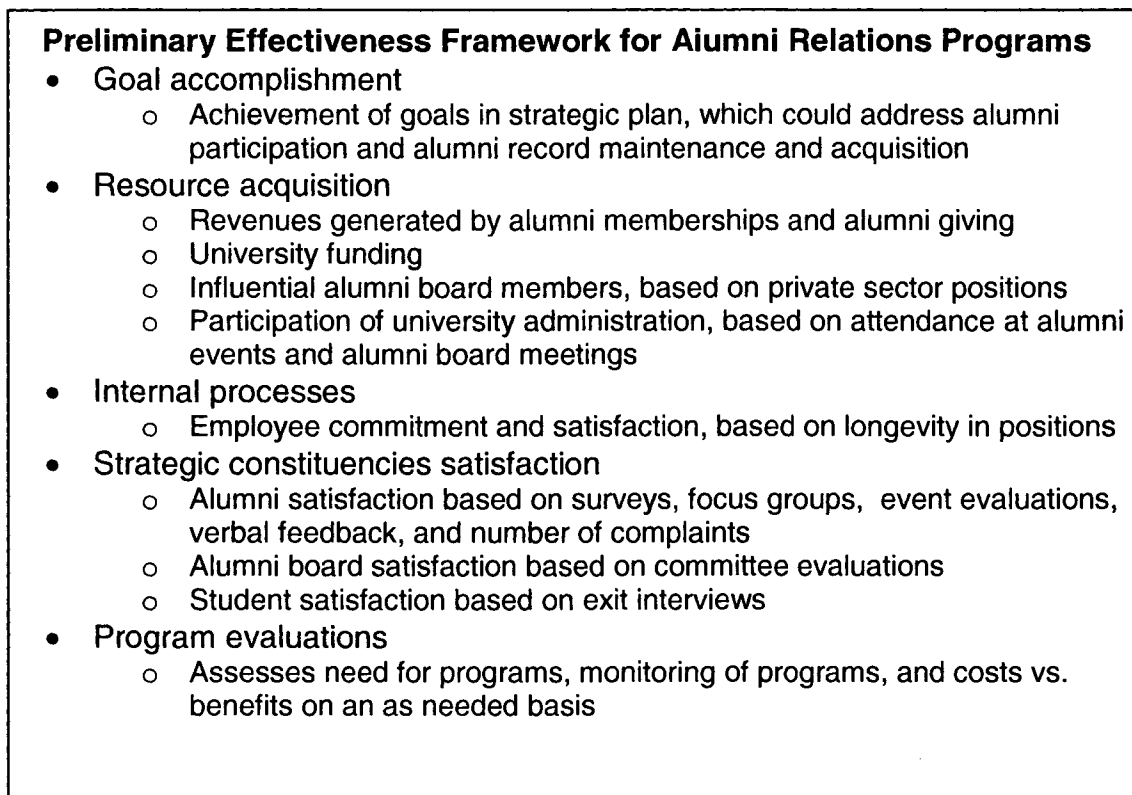 Preliminary Effectiveness Framework for Aiumni Relations Programs
• Goal accomplishment
o Achievement of goals in strategic plan, which could address alumni
participation and alumni record maintenance and acquisition
• Resource acquisition
o Revenues generated by alumni memberships and alumni giving
o University funding
o Influential alumni board members, based on private sector positions
o Participation of university administration, based on attendance at alumni
events and alumni board meetings
• Internal processes
o Employee commitment and satisfaction, based on longevity in positions
• Strategic constituencies satisfaction
o Alumni satisfaction based on surveys, focus groups, event evaluations,
verbal feedback, and number of complaints
o Alumni board satisfaction based on committee evaluations
o Student satisfaction based on exit interviews
• Program evaluations
o Assesses need for programs, monitoring of programs, and costs vs.
benefits on an as needed basis